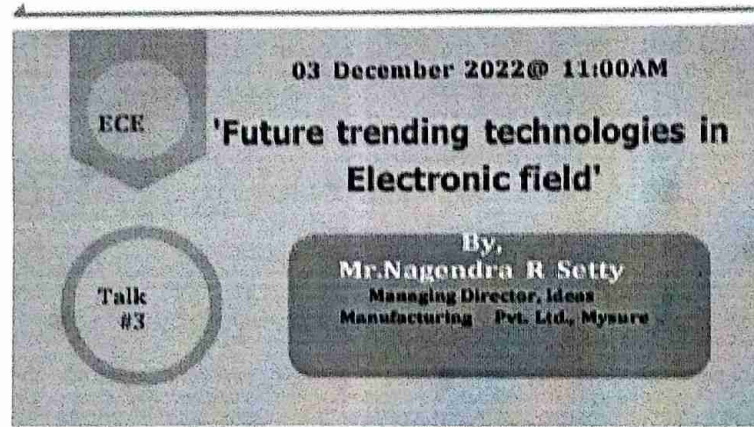 03 December 2022@ 11:00AM
ECE
'Future trending technologies in
Electronic field'
By,
Mr.Nagendra R Setty
Managing Director, Ideas
Manufacturing Pvt. Ltd., Mysure
Talk
#3